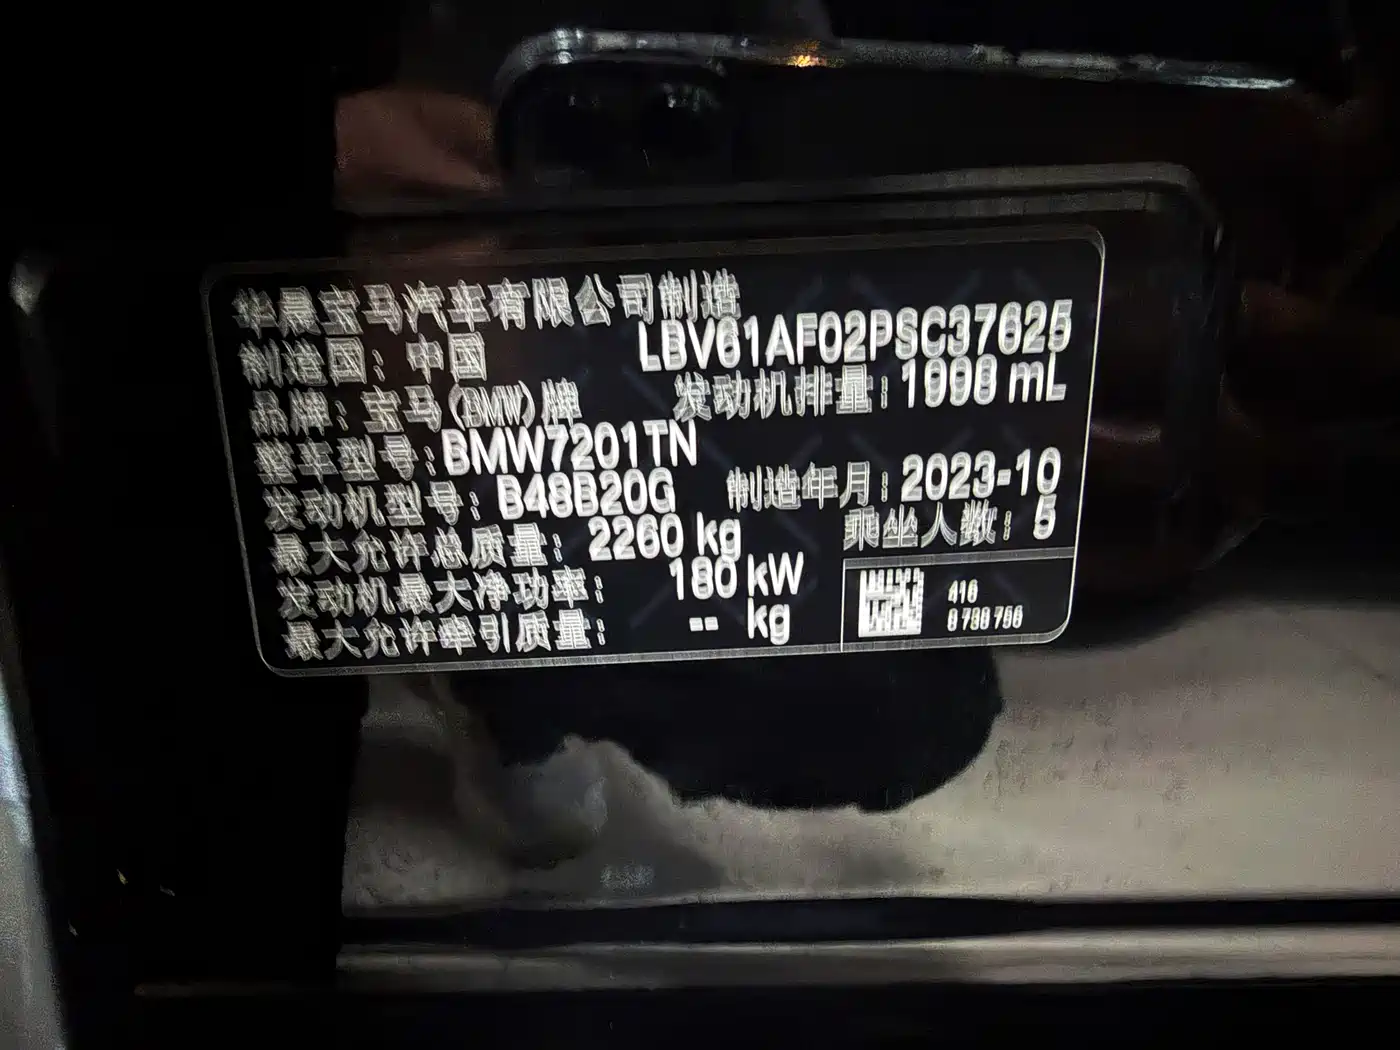 华晨宝马汽车有限公司制造
LBV61AF02PSC37625
制造国：中国
品牌：宝马(BMW)牌 发动机排量：1998 mL
整车型号：BMW7201TN
发动机型号：B48B20G 制造年月：2023-10
最大允许总质量：2260 kg 乘坐人数：5
发动机最大净功率：180 kW
最大允许牵引质量：-- kg
416